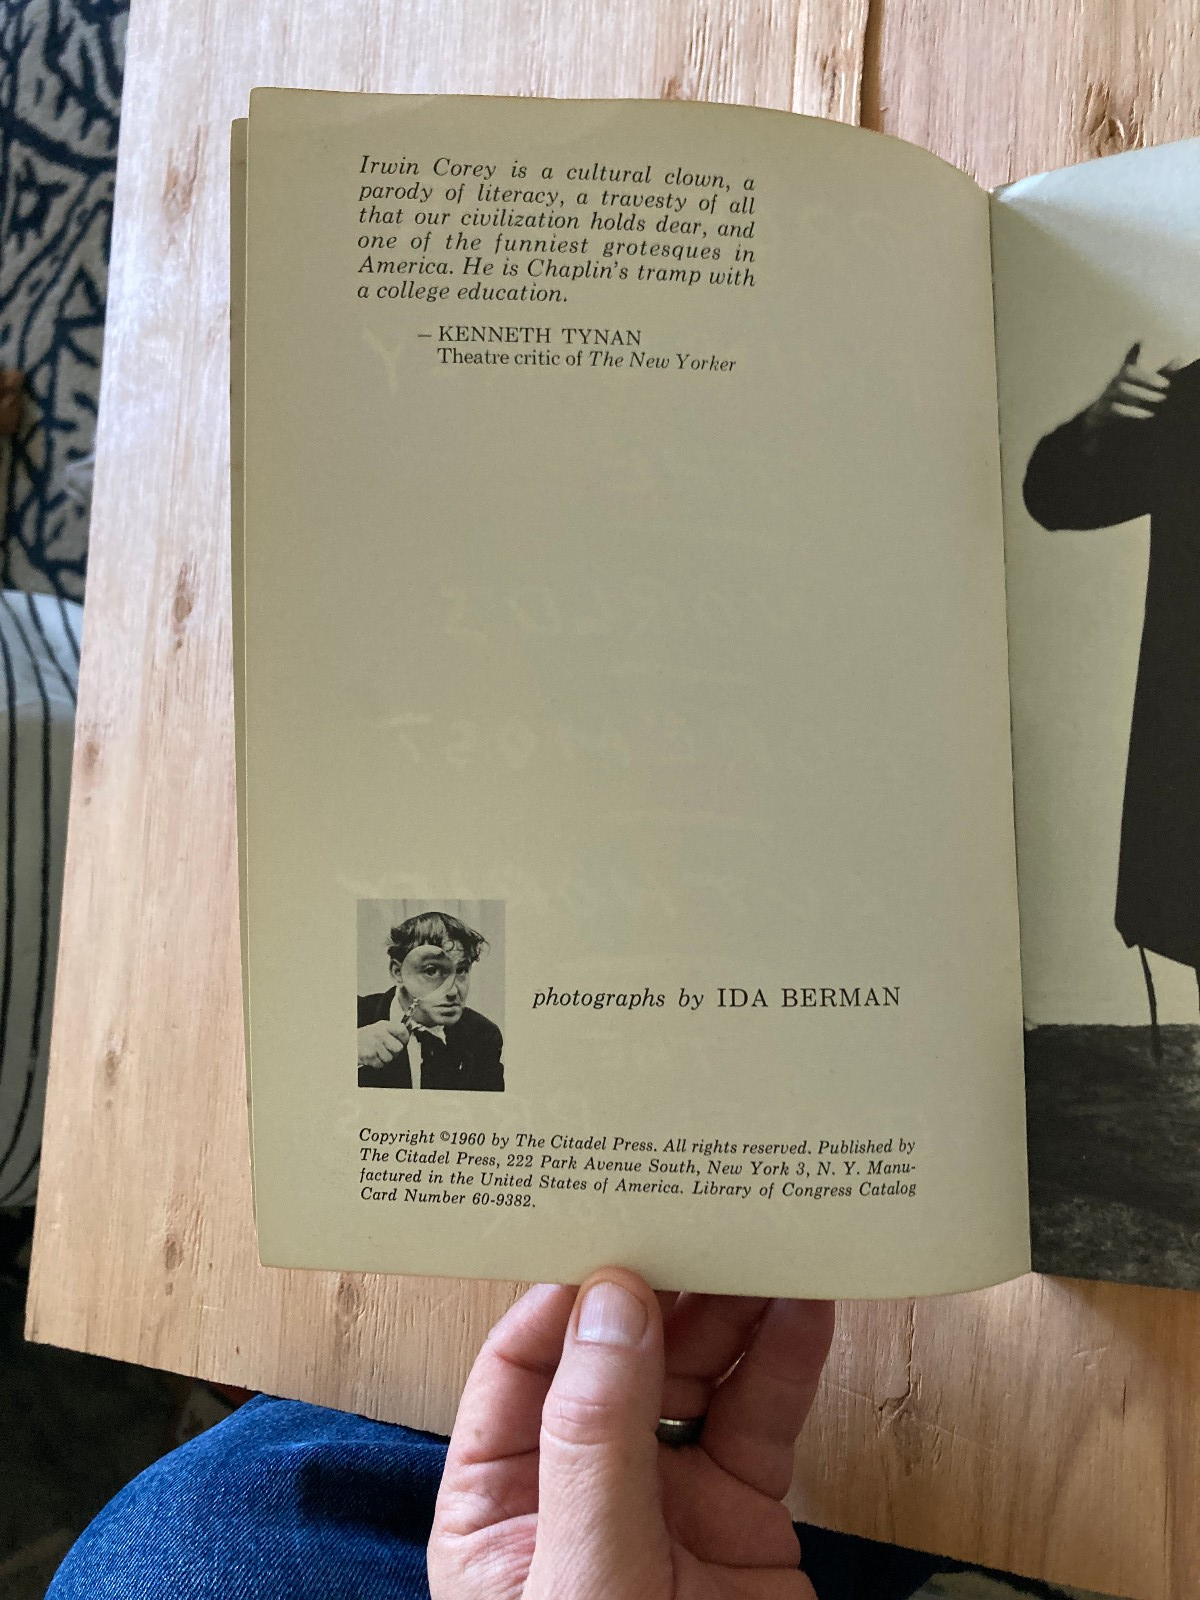 Irwin Corey is a cultural clown, a
parody of literacy, a travesty of all
that our civilization holds dear, and
one of the funniest grotesques in
America. He is Chaplin's tramp with
a college education.
– KENNETH TYNAN
Theatre critic of The New Yorker
photographs by IDA BERMAN
Copyright ©1960 by The Citadel Press. All rights reserved. Published by
The Citadel Press, 222 Park Avenue South, New York 3, N. Y. Manu-
factured in the United States of America. Library of Congress Catalog
Card Number 60-9382.